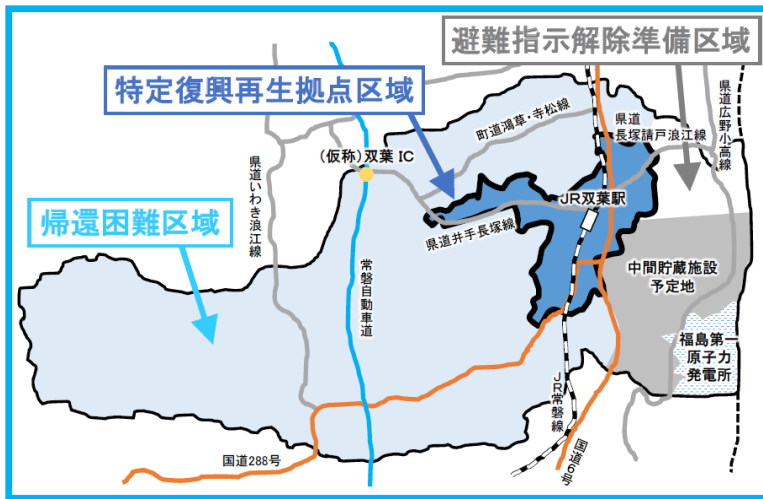 避難指示解除準備区域
特定復興再生拠点区域
帰還困難区域
県道いわき浪江線
(仮称)双葉 IC
常磐自動車道
町道鴻草・寺松線
県道井手長塚線
県道
長塚請戸浪江線
県道広野小高線
JR双葉駅
中間貯蔵施設
予定地
福島第一
原子力
発電所
JR常磐線
国道6号
国道288号